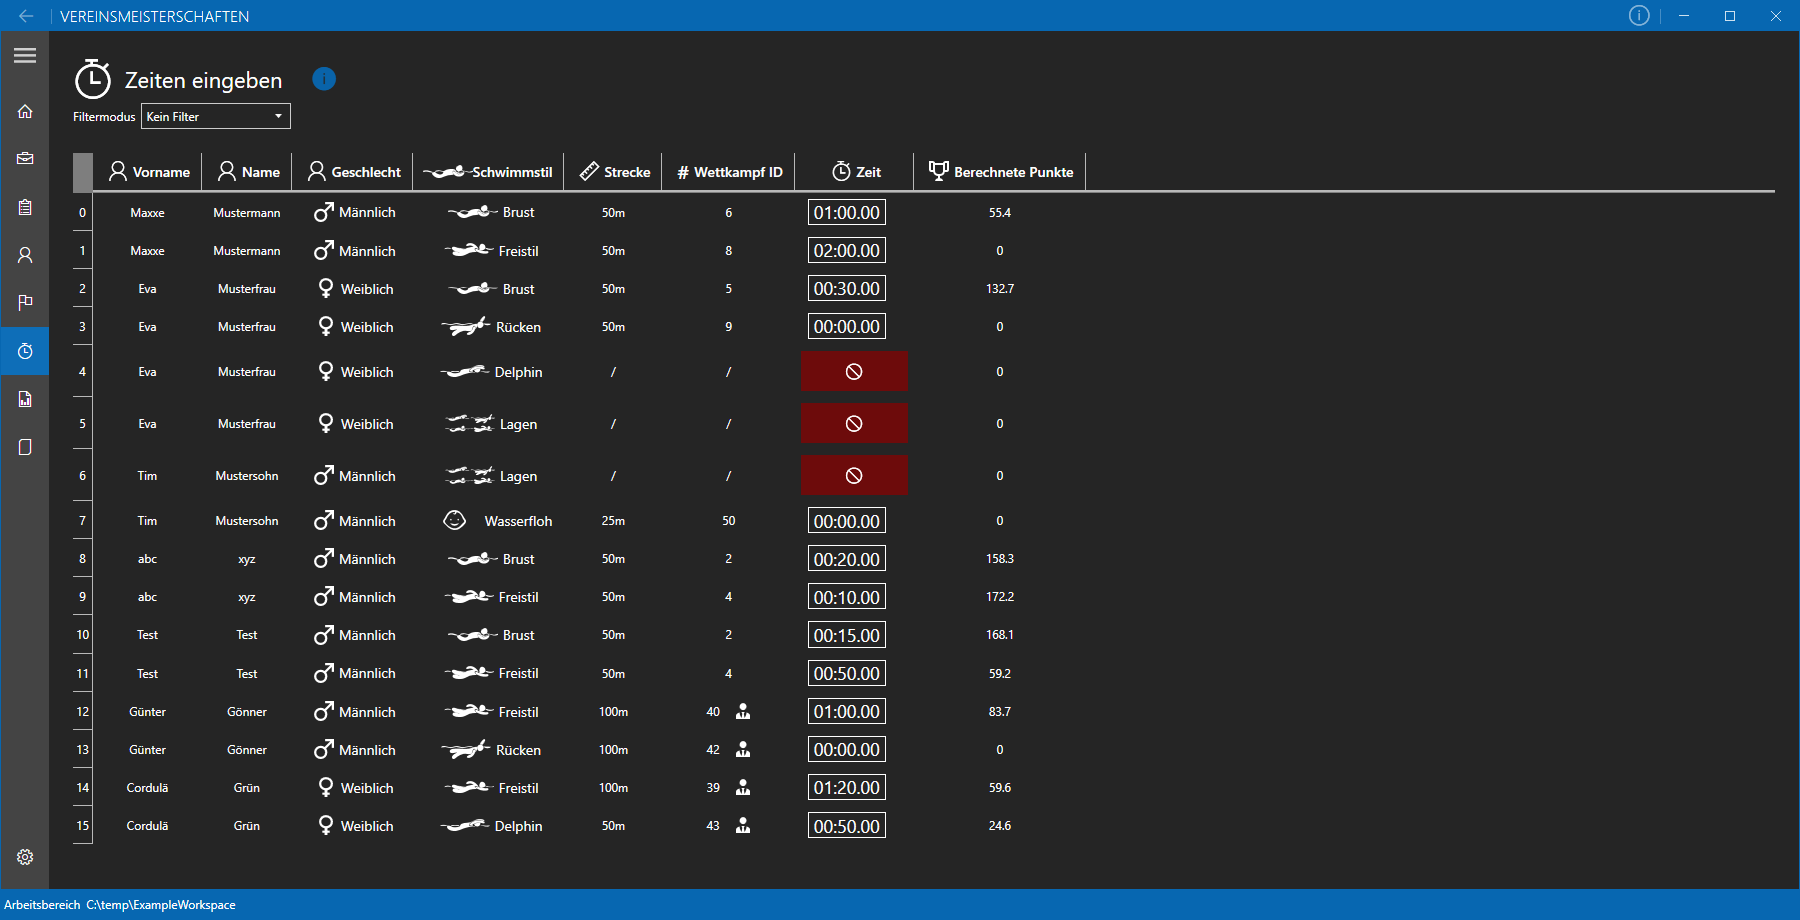 VEREINSMEISTERSCHAFTEN
Zeiten eingeben
Filtermodus Kein Filter
Vorname Name Geschlecht Schwimmstil Strecke # Wettkampf ID Zeit Berechnete Punkte
0 Maxxe Mustermann Männlich Brust 50m 6 01:00.00 55.4
1 Maxxe Mustermann Männlich Freistil 50m 8 02:00.00 0
2 Eva Musterfrau Weiblich Brust 50m 5 00:30.00 132.7
3 Eva Musterfrau Weiblich Rücken 50m 9 00:00.00 0
4 Eva Musterfrau Weiblich Delphin / / 0
5 Eva Musterfrau Weiblich Lagen / / 0
6 Tim Mustersohn Männlich Lagen / / 0
7 Tim Mustersohn Männlich Wasserfloh 25m 50 00:00.00 0
8 abc xyz Männlich Brust 50m 2 00:20.00 158.3
9 abc xyz Männlich Freistil 50m 4 00:10.00 172.2
10 Test Test Männlich Brust 50m 2 00:15.00 168.1
11 Test Test Männlich Freistil 50m 4 00:50.00 59.2
12 Günter Gönner Männlich Freistil 100m 40 01:00.00 83.7
13 Günter Gönner Männlich Rücken 100m 42 00:00.00 0
14 Cordulä Grün Weiblich Freistil 100m 39 01:20.00 59.6
15 Cordulä Grün Weiblich Delphin 50m 43 00:50.00 24.6
Arbeitsbereich C:\temp\ExampleWorkspace